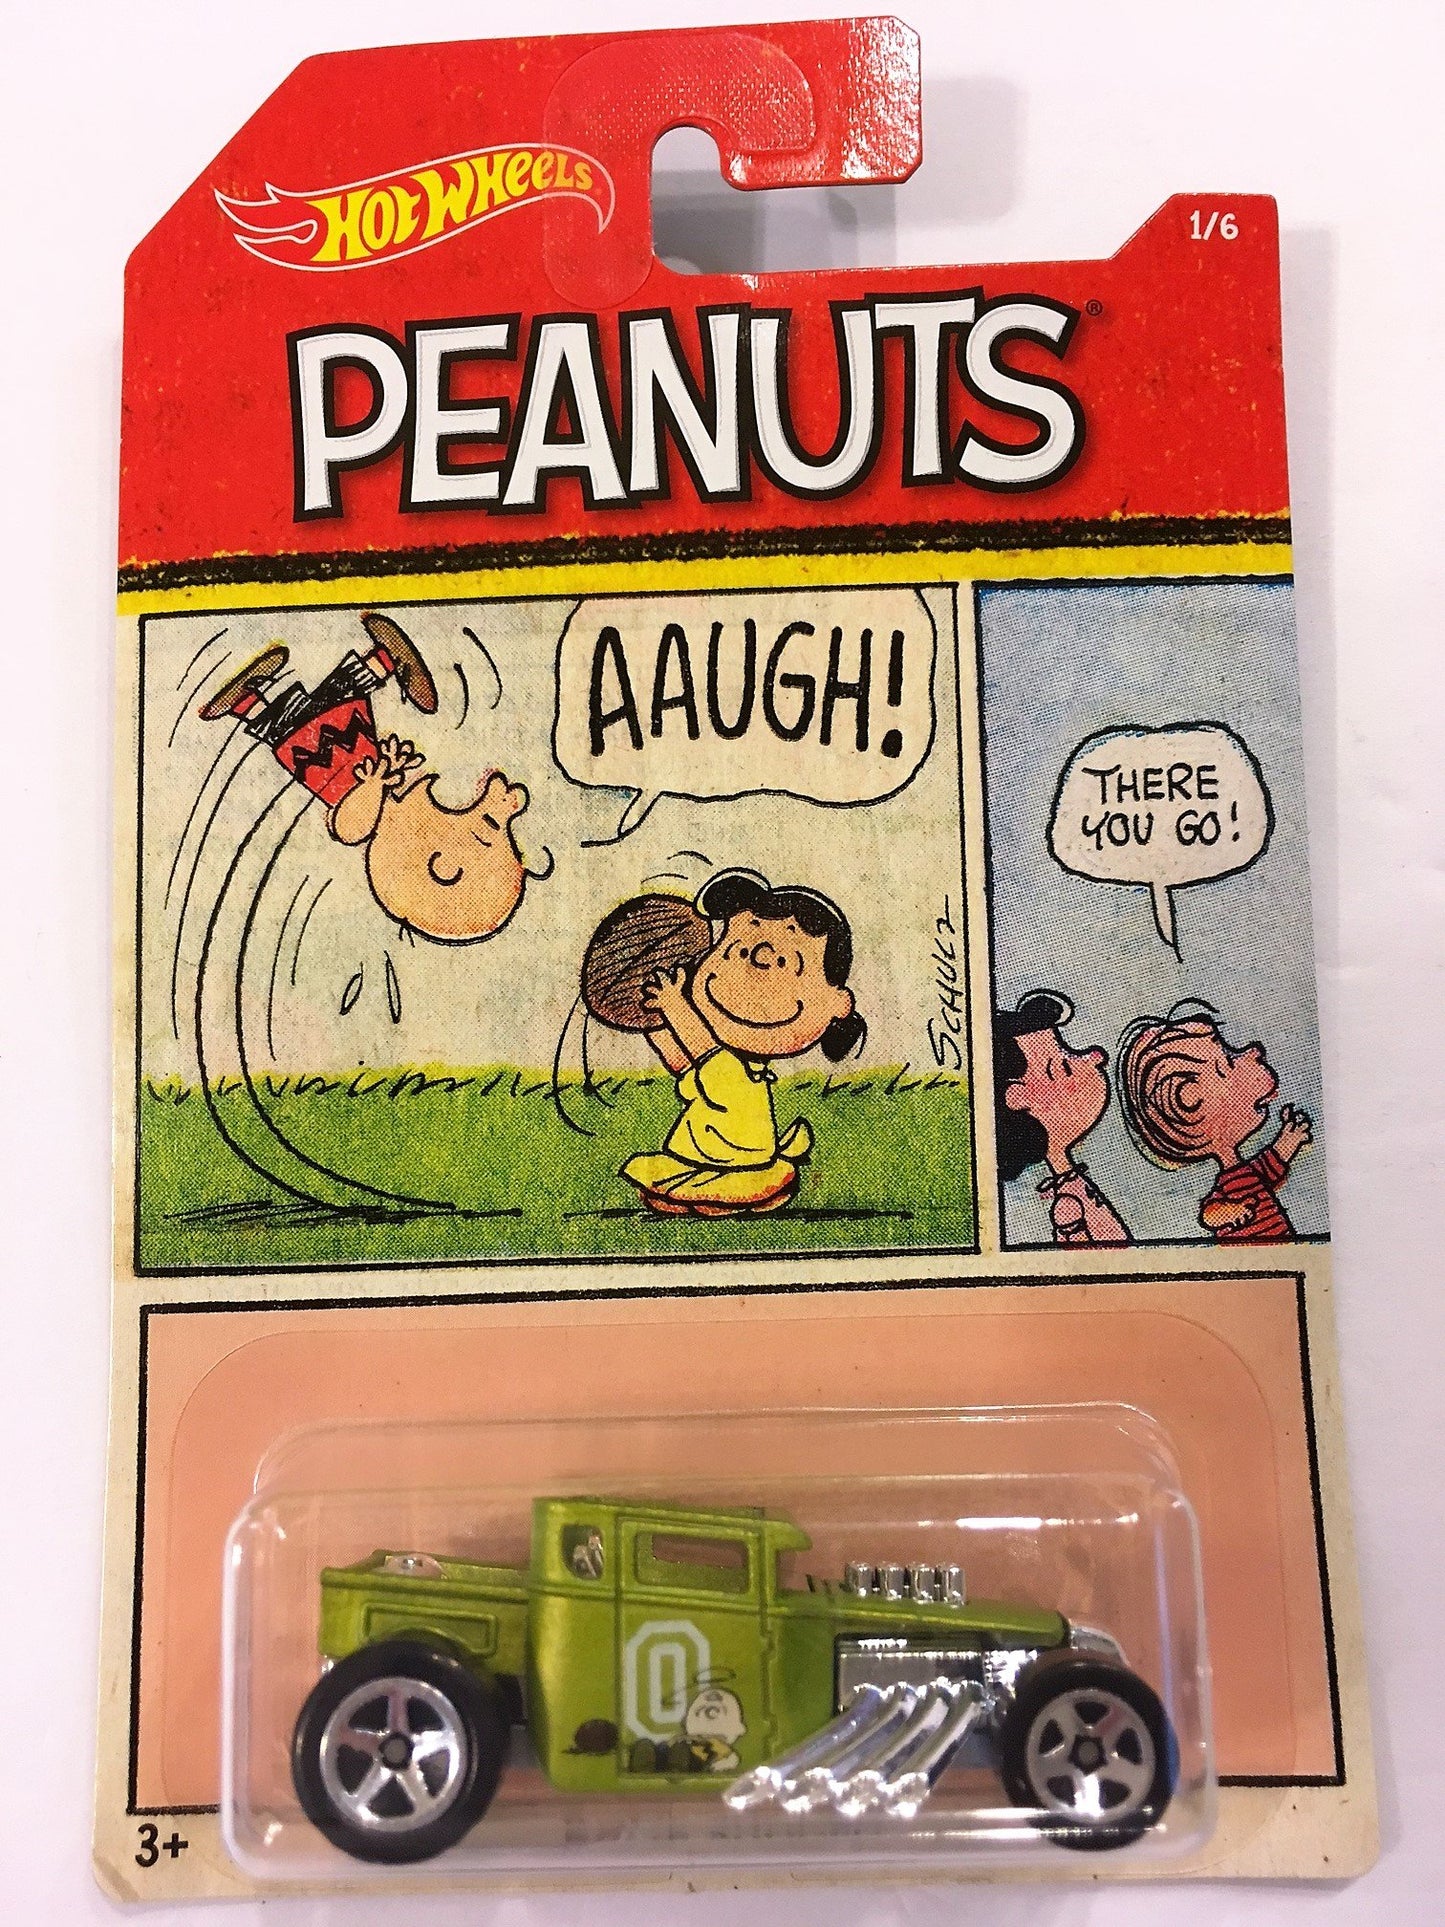 HOT WHEELS
1/6
PEANUTS®
AAUGH!
THERE
YOU GO!
SCHULZ
0
3+